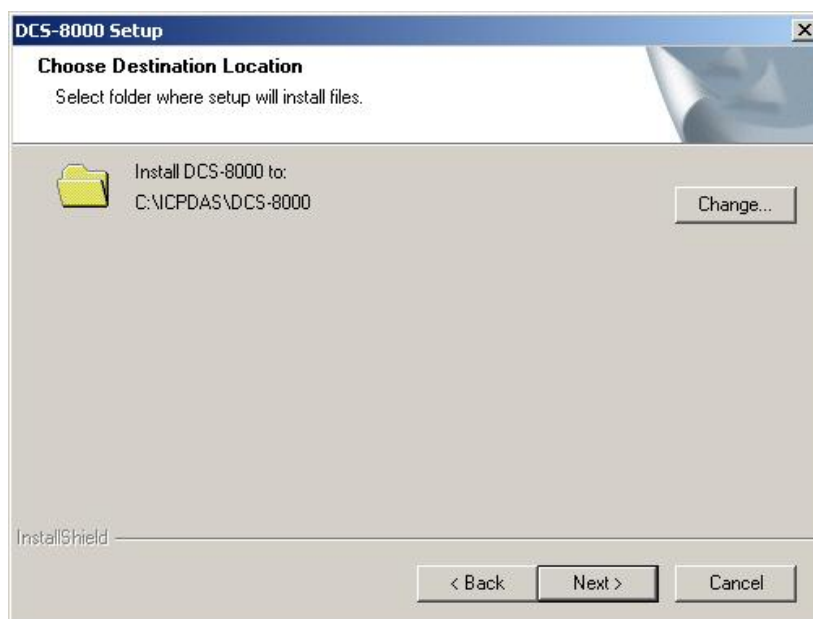 DCS-8000 Setup
Choose Destination Location
Select folder where setup will install files.
Install DCS-8000 to:
C:\ICPDAS\DCS-8000
Change...
InstallShield
< Back
Next >
Cancel